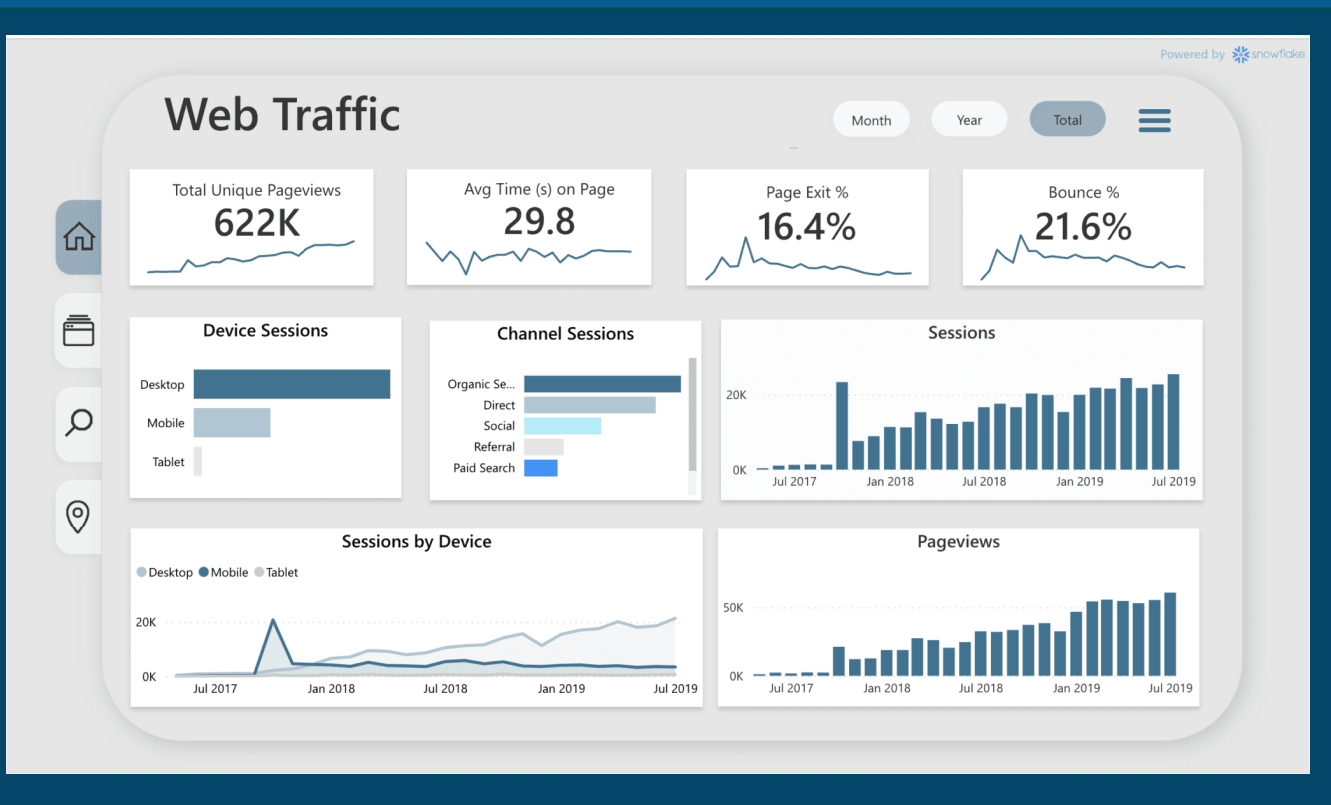 Powered by snowflake
Web Traffic
Month
Year
Total
Total Unique Pageviews
622K
Avg Time (s) on Page
29.8
Page Exit %
16.4%
Bounce %
21.6%
Device Sessions
Desktop
Mobile
Tablet
Channel Sessions
Organic Se...
Direct
Social
Referral
Paid Search
Sessions
20K
0K
Jul 2017 Jan 2018 Jul 2018 Jan 2019 Jul 2019
Sessions by Device
Desktop Mobile Tablet
20K
0K
Jul 2017 Jan 2018 Jul 2018 Jan 2019 Jul 2019
Pageviews
50K
0K
Jul 2017 Jan 2018 Jul 2018 Jan 2019 Jul 2019